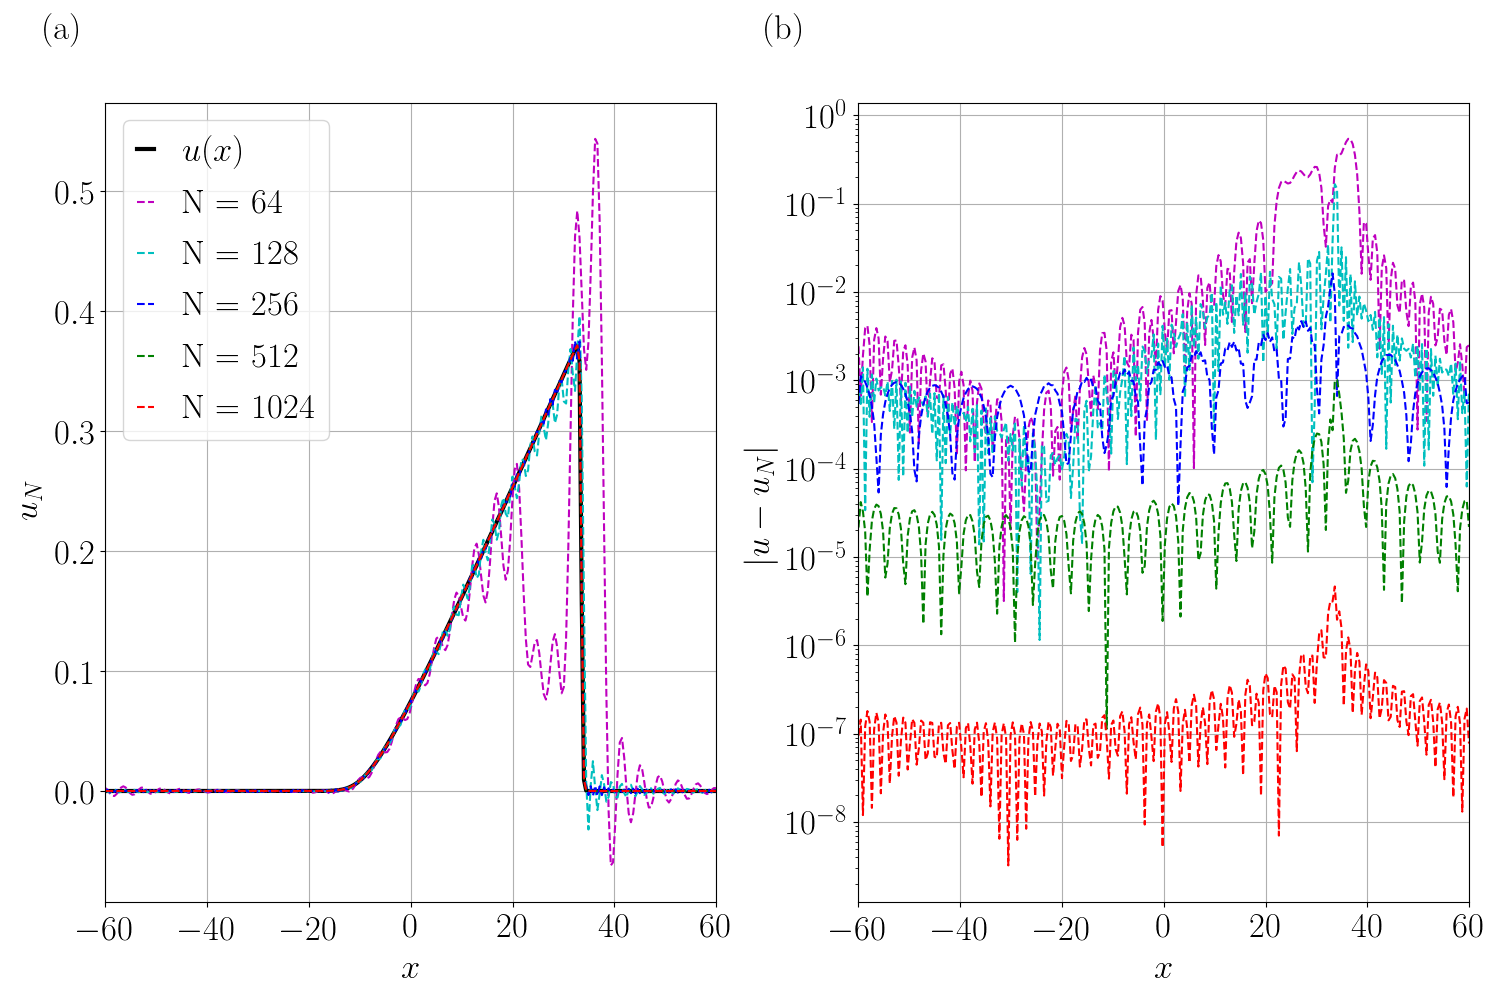 (a)
u(x)
N = 64
N = 128
N = 256
N = 512
N = 1024
0.5
0.4
0.3
0.2
0.1
0.0
u_N
−60
−40
−20
0
20
40
60
x
(b)
10^0
10^{-1}
10^{-2}
10^{-3}
10^{-4}
10^{-5}
10^{-6}
10^{-7}
10^{-8}
|u − u_N|
−60
−40
−20
0
20
40
60
x